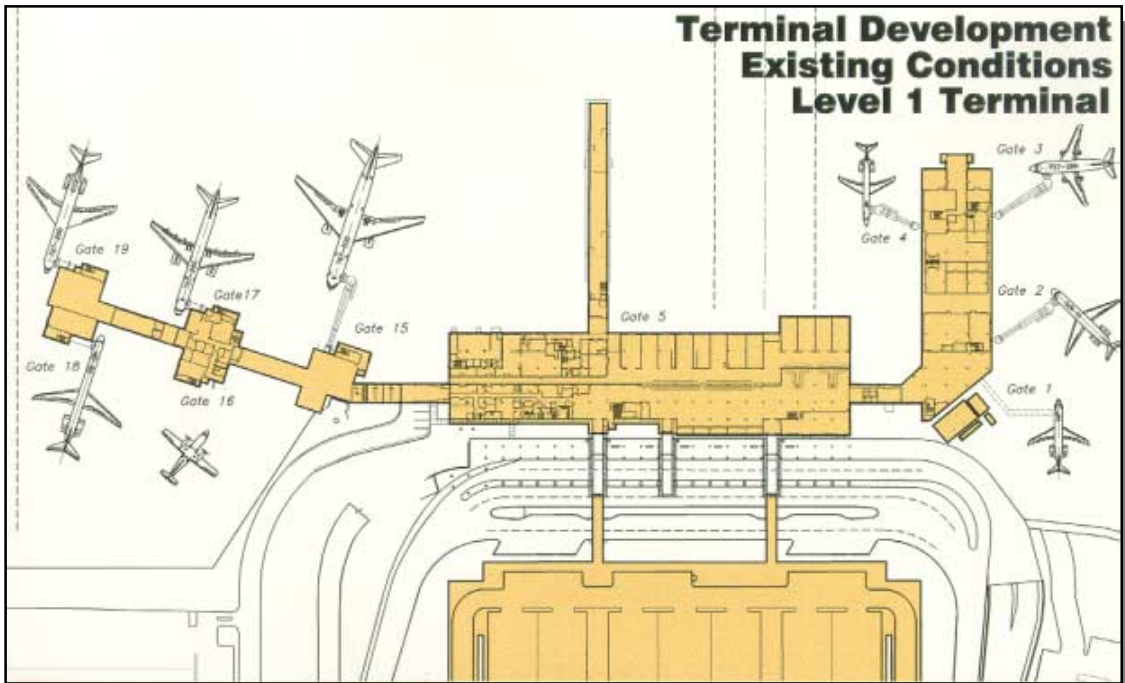 Terminal Development
Existing Conditions
Level 1 Terminal
Gate 3
Gate 4
Gate 19
Gate 2
Gate17
Gate 5
Gate 15
Gate 18
Gate 1
Gate 16